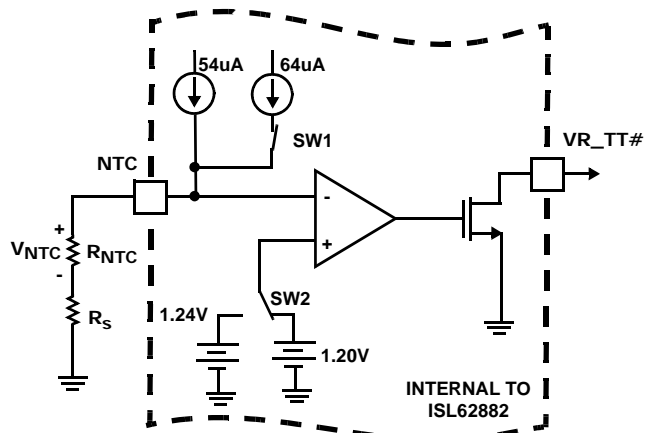 54uA
64uA
SW1
NTC
VR_TT#
-
+
+
VNTC
-
RNTC
Rs
SW2
1.24V
1.20V
INTERNAL TO
ISL62882